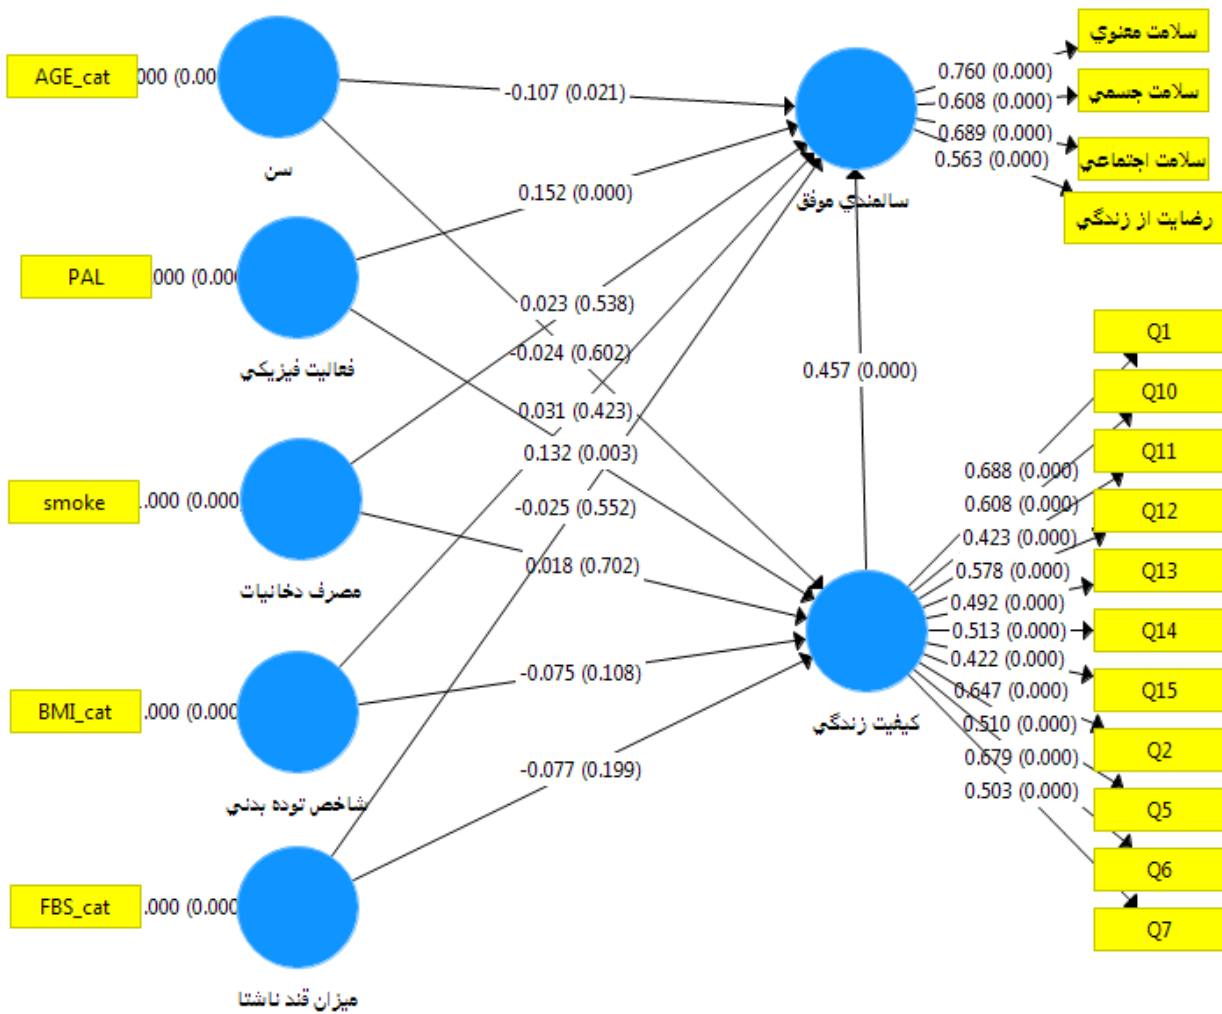 AGE_cat
000 (0.00
سن
PAL
000 (0.000
فعاليت فيزيكي
smoke
.000 (0.000
مصرف دخانيات
BMI_cat
.000 (0.000
شاخص توده بدني
FBS_cat
.000 (0.000
ميزان قند ناشتا
-0.107 (0.021)
0.152 (0.000)
0.023 (0.538)
-0.024 (0.602)
0.031 (0.423)
0.132 (0.003)
-0.025 (0.552)
0.018 (0.702)
-0.075 (0.108)
-0.077 (0.199)
سالمندي موفق
0.457 (0.000)
كيفيت زندگي
0.760 (0.000)
0.608 (0.000)
0.689 (0.000)
0.563 (0.000)
سلامت معنوي
سلامت جسمي
سلامت اجتماعي
رضايت از زندگي
0.688 (0.000)
0.608 (0.000)
0.423 (0.000)
0.578 (0.000)
0.492 (0.000)
0.513 (0.000)
0.422 (0.000)
0.647 (0.000)
0.510 (0.000)
0.679 (0.000)
0.503 (0.000)
Q1
Q10
Q11
Q12
Q13
Q14
Q15
Q2
Q5
Q6
Q7